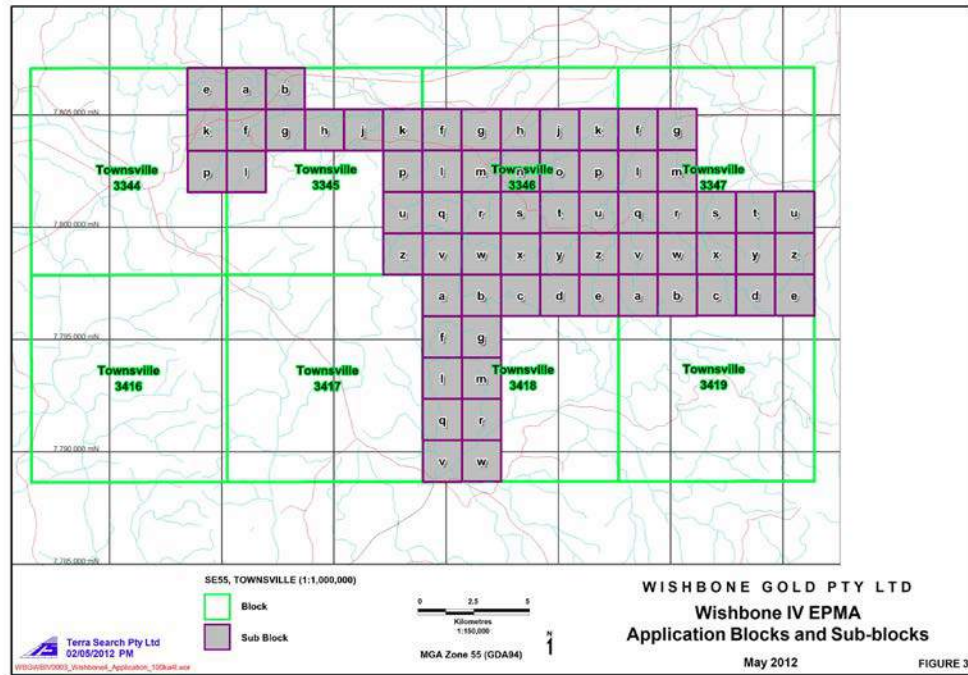 e a b
7,805,000 mN
k f g h j k f g h j k f g
p l p l m n o p l m
Townsville Townsville Townsville Townsville
3344 3345 3346 3347
u q r s t u q r s t u
7,800,000 mN
z v w x y z v w x y z
a b c d e a b c d e
7,795,000 mN
f g
Townsville Townsville l m Townsville Townsville
3416 3417 3418 3419
q r
7,790,000 mN
v w
7,785,000 mN
SE55, TOWNSVILLE (1:1,000,000)
Block
Sub Block
Terra Search Pty Ltd
02/05/2012 PM
0 2.5 5
Kilometres
1:150,000
MGA Zone 55 (GDA94)
N
1
WISHBONE GOLD PTY LTD
Wishbone IV EPMA
Application Blocks and Sub-blocks
May 2012
FIGURE 3